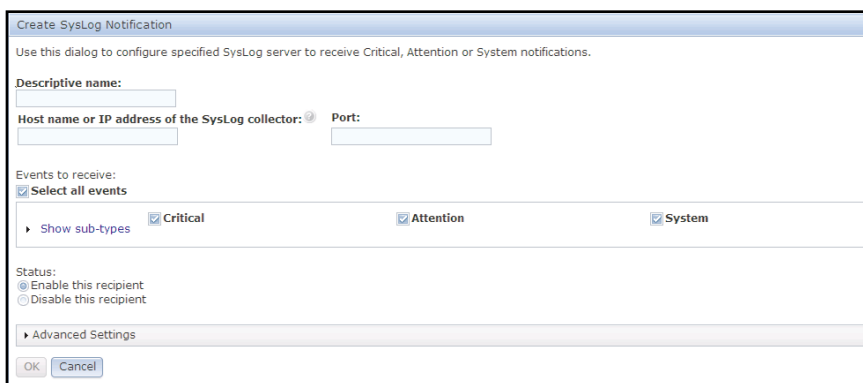 Create SysLog Notification
Use this dialog to configure specified SysLog server to receive Critical, Attention or System notifications.
Descriptive name:
Host name or IP address of the SysLog collector: ? Port:
Events to receive:
Select all events
Show sub-types Critical Attention System
Status:
Enable this recipient
Disable this recipient
Advanced Settings
OK Cancel